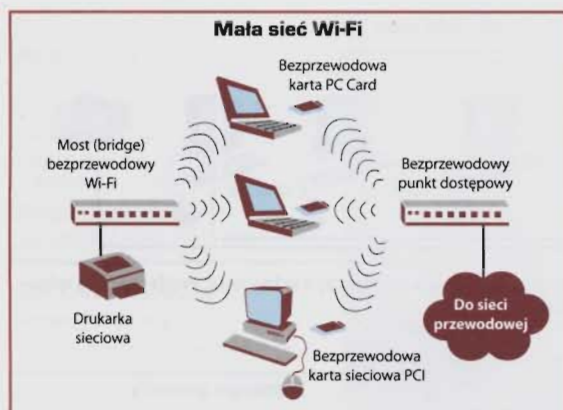 Mała sieć Wi-Fi
Bezprzewodowa
karta PC Card
Most (bridge)
bezprzewodowy
Wi-Fi
Bezprzewodowy
punkt dostępowy
Drukarka
sieciowa
Do sieci
przewodowej
Bezprzewodowa
karta sieciowa PCI